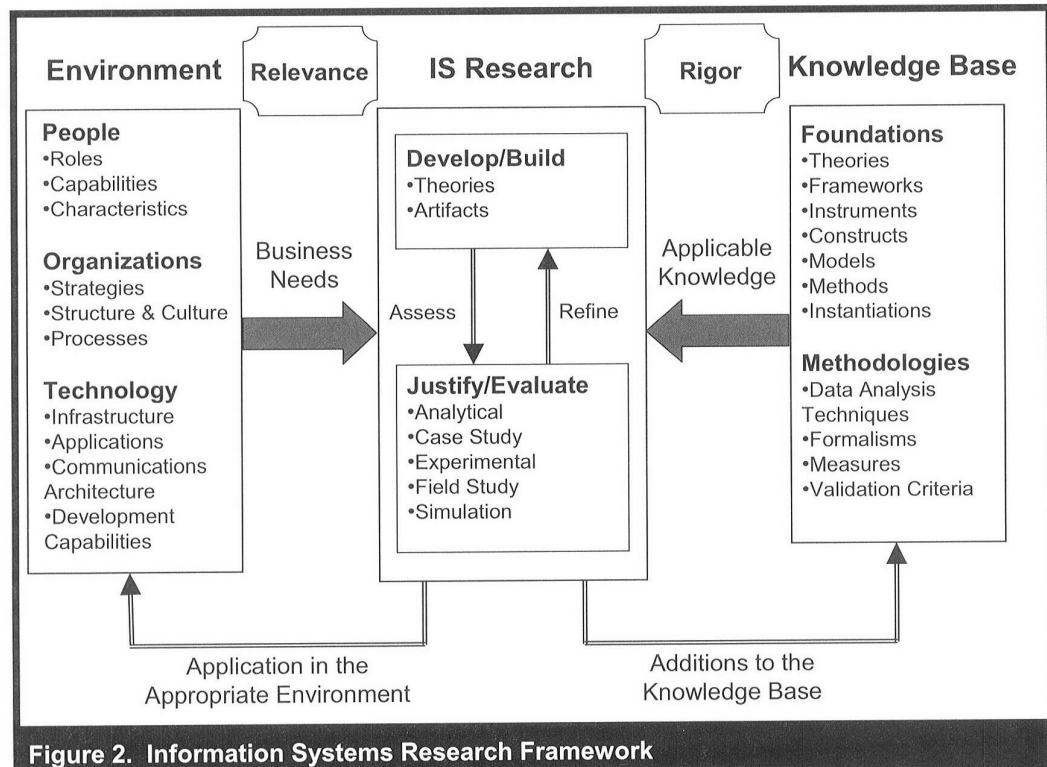 Environment
Relevance
IS Research
Rigor
Knowledge Base
People
•Roles
•Capabilities
•Characteristics
Organizations
•Strategies
•Structure & Culture
•Processes
Technology
•Infrastructure
•Applications
•Communications
Architecture
•Development
Capabilities
Business
Needs
Develop/Build
•Theories
•Artifacts
Assess
Refine
Justify/Evaluate
•Analytical
•Case Study
•Experimental
•Field Study
•Simulation
Applicable
Knowledge
Foundations
•Theories
•Frameworks
•Instruments
•Constructs
•Models
•Methods
•Instantiations
Methodologies
•Data Analysis
Techniques
•Formalisms
•Measures
•Validation Criteria
Application in the
Appropriate Environment
Additions to the
Knowledge Base
Figure 2. Information Systems Research Framework